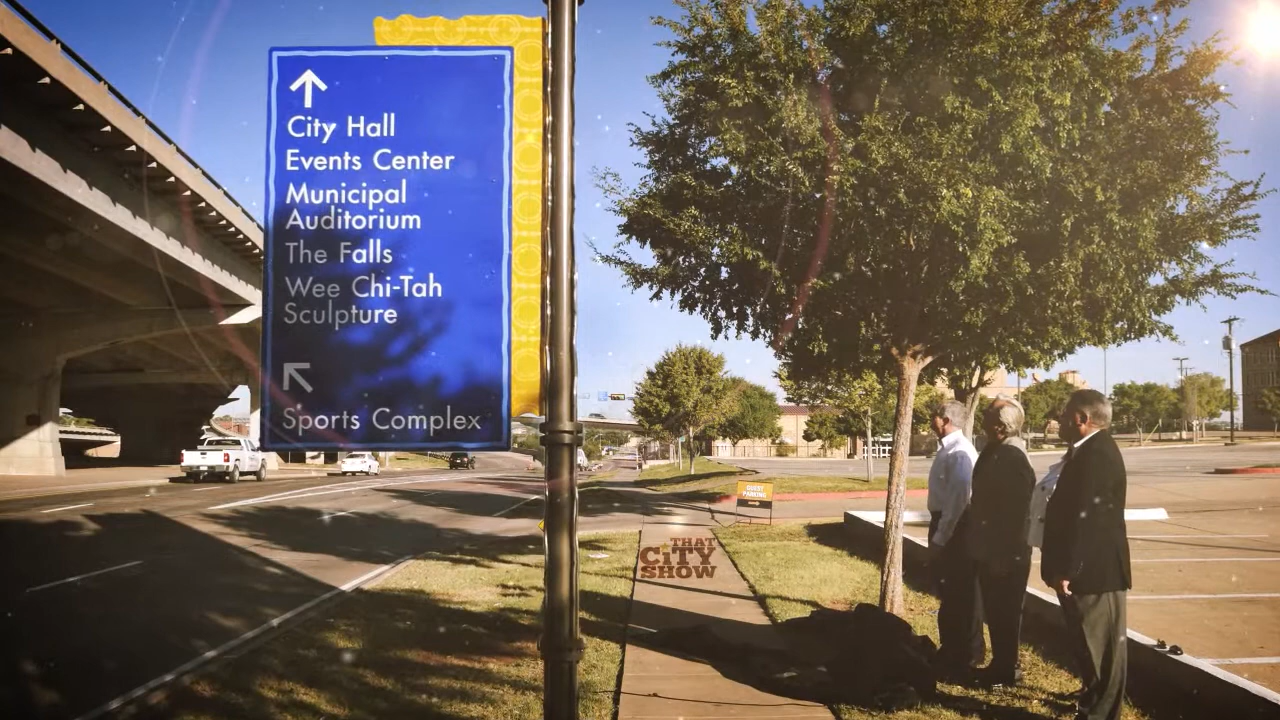 City Hall
Events Center
Municipal
Auditorium
The Falls
Wee Chi-Tah
Sculpture
Sports Complex
GUEST
PARKING
THAT
CiTY
SHOW